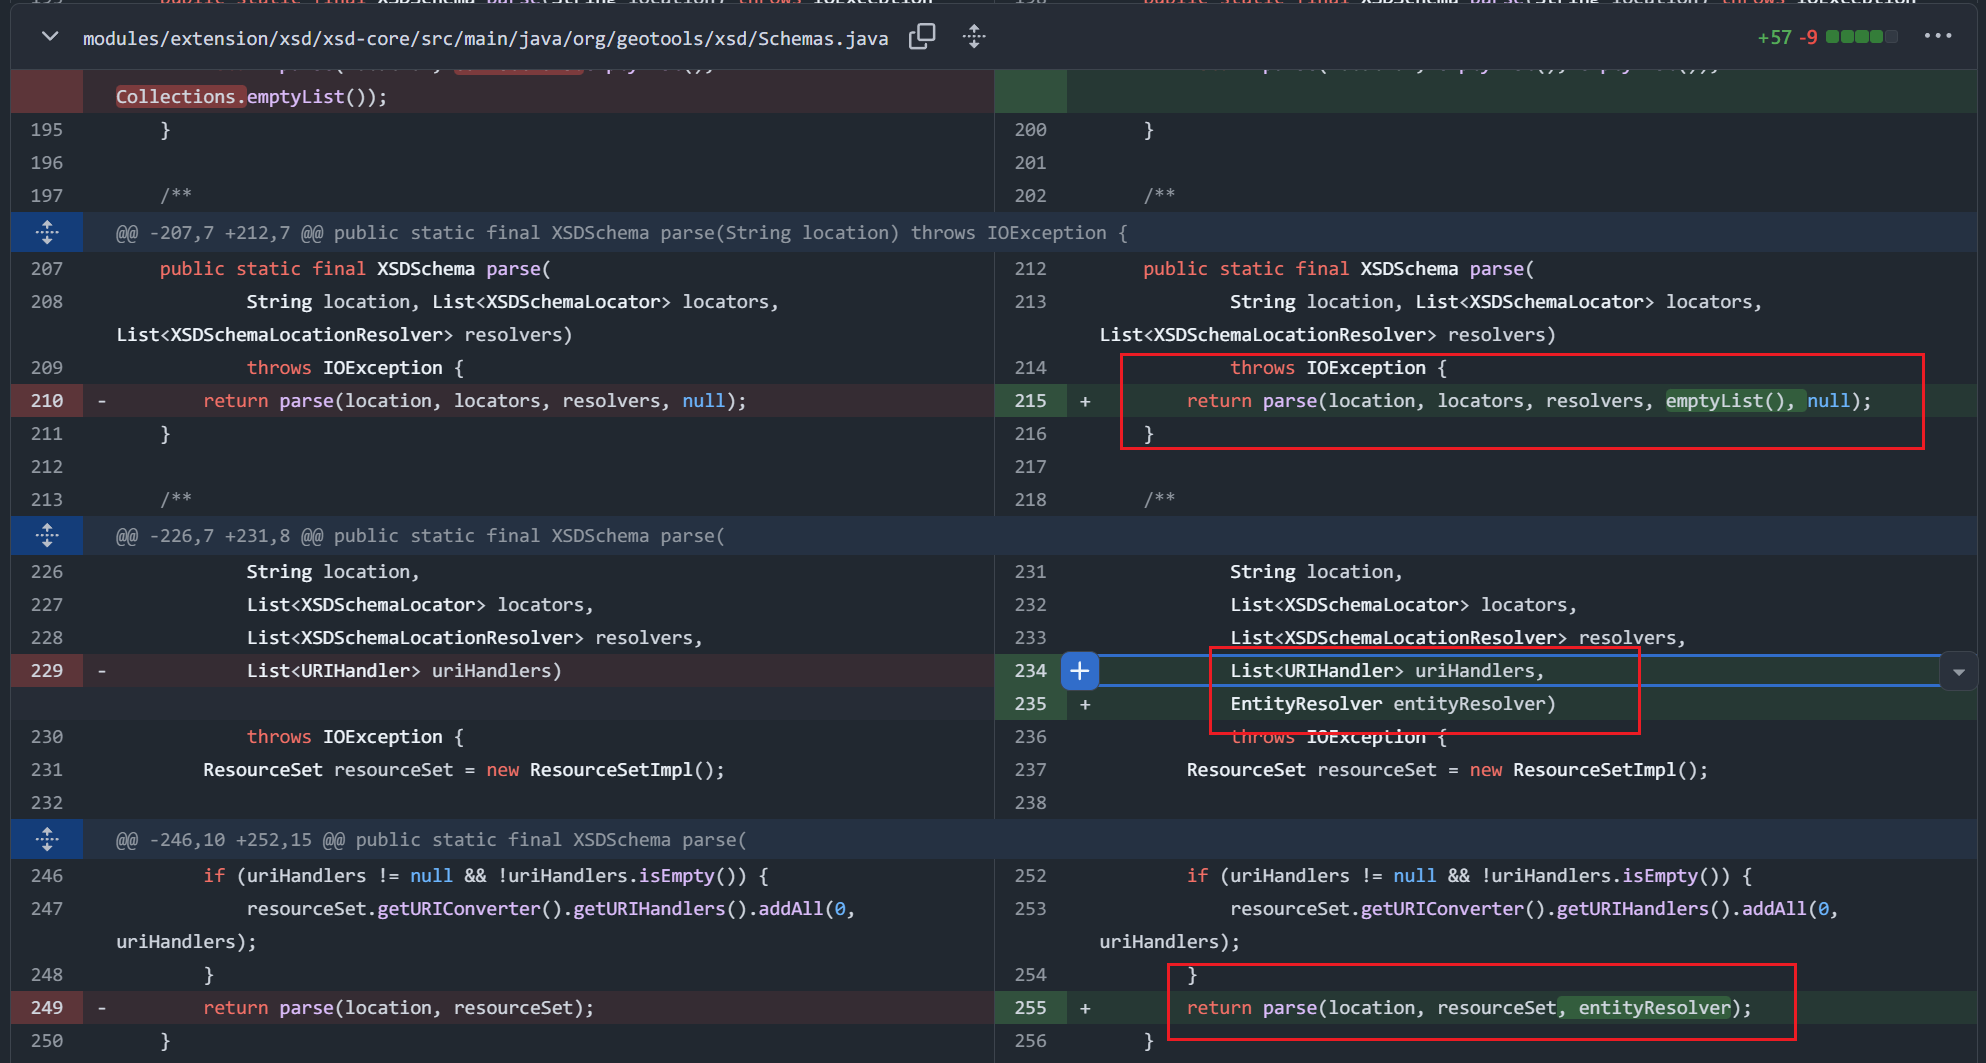 modules/extension/xsd/xsd-core/src/main/java/org/geotools/xsd/Schemas.java
+57 -9
Collections.emptyList());
195 }
196
197 /**
@@ -207,7 +212,7 @@ public static final XSDSchema parse(String location) throws IOException {
207 public static final XSDSchema parse(
208 String location, List<XSDSchemaLocator> locators,
List<XSDSchemaLocationResolver> resolvers)
209 throws IOException {
210 - return parse(location, locators, resolvers, null);
211 }
212
213 /**
@@ -226,7 +231,8 @@ public static final XSDSchema parse(
226 String location,
227 List<XSDSchemaLocator> locators,
228 List<XSDSchemaLocationResolver> resolvers,
229 - List<URIHandler> uriHandlers)
230 throws IOException {
231 ResourceSet resourceSet = new ResourceSetImpl();
232
@@ -246,10 +252,15 @@ public static final XSDSchema parse(
246 if (uriHandlers != null && !uriHandlers.isEmpty()) {
247 resourceSet.getURIConverter().getURIHandlers().addAll(0,
uriHandlers);
248 }
249 - return parse(location, resourceSet);
250 }
200 }
201
202 /**
212 public static final XSDSchema parse(
213 String location, List<XSDSchemaLocator> locators,
List<XSDSchemaLocationResolver> resolvers)
214 throws IOException {
215 + return parse(location, locators, resolvers, emptyList(), null);
216 }
217
218 /**
231 String location,
232 List<XSDSchemaLocator> locators,
233 List<XSDSchemaLocationResolver> resolvers,
234 + List<URIHandler> uriHandlers,
235 + EntityResolver entityResolver)
236 throws IOException {
237 ResourceSet resourceSet = new ResourceSetImpl();
238
252 if (uriHandlers != null && !uriHandlers.isEmpty()) {
253 resourceSet.getURIConverter().getURIHandlers().addAll(0,
uriHandlers);
254 }
255 + return parse(location, resourceSet, entityResolver);
256 }